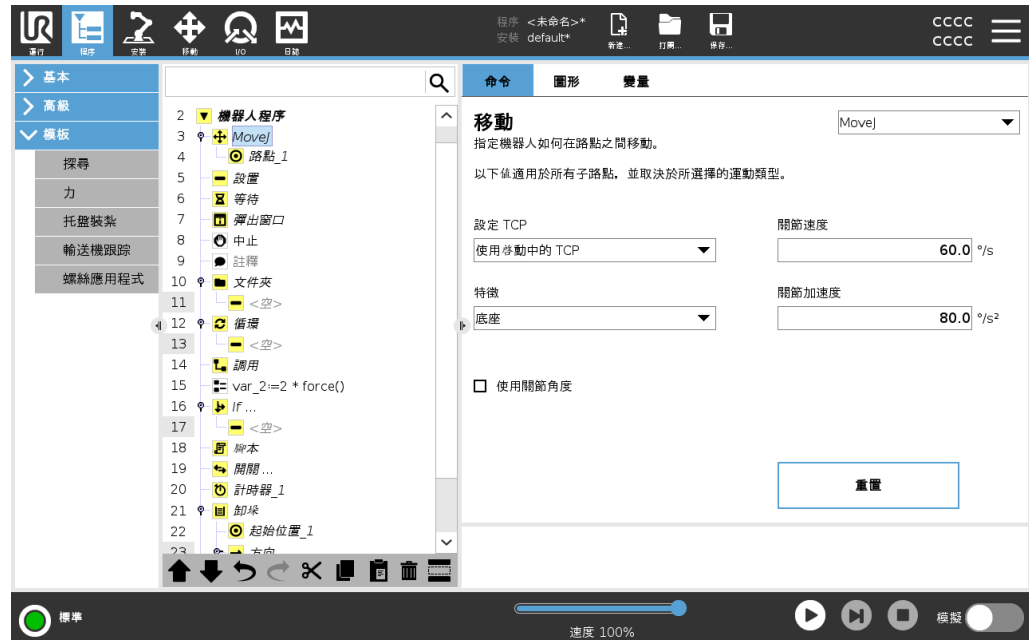 UR
程序 <未命名>*
安裝 default*
CCCC
CCCC
運行 程序 安裝 移動 I/O 日誌 新建... 打開... 保存...
基本
高級
模板
探尋
力
托盤裝紮
輸送機跟踪
螺絲應用程式
2 機器人程序
3 MoveJ
4 路點_1
5 設置
6 等待
7 彈出窗口
8 中止
9 註釋
10 文件夾
11 <空>
12 循環
13 <空>
14 調用
15 var_2:=2 * force()
16 If ...
17 <空>
18 腳本
19 開關 ...
20 計時器_1
21 卸垛
22 起始位置_1
23 方向
命令 圖形 變量
移動
MoveJ
指定機器人如何在路點之間移動。
以下值適用於所有子路點，並取決於所選擇的運動類型。
設定 TCP
關節速度
使用啓動中的 TCP
60.0 °/s
特徵
關節加速度
底座
80.0 °/s²
使用關節角度
重置
標準
速度 100%
模擬